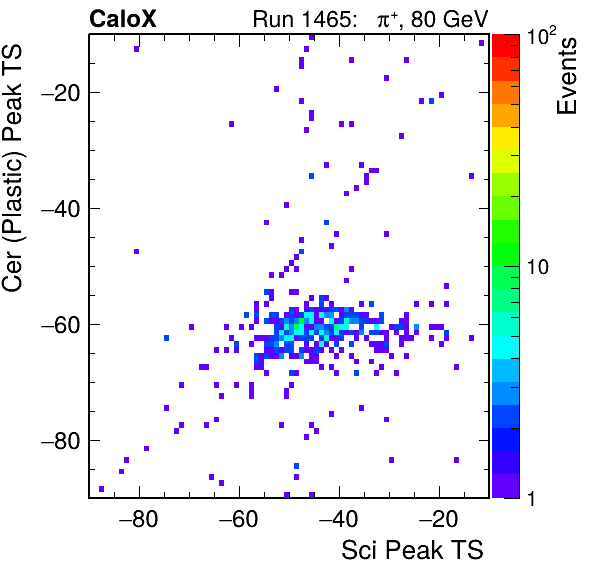 CaloX Run 1465: π⁺, 80 GeV
Cer (Plastic) Peak TS
−20
−40
−60
−80
−80 −60 −40 −20
Sci Peak TS
10²
10
1
Events